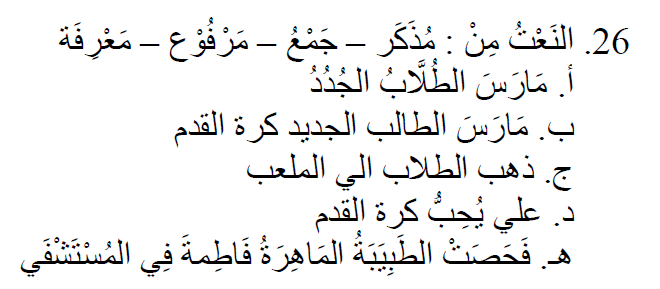 26. النَعْتُ مِنْ : مُذَكَر – جَمْعُ – مَرْفُوْع – مَعْرِفَة
أ. مَارَسَ الطُلَّابُ الجُدُدُ
ب. مَارَسَ الطالب الجديد كرة القدم
ج. ذهب الطلاب الي الملعب
د. علي يُحِبُّ كرة القدم
هـ. فَحَصَتْ الطَبِيَبَةُ المَاهِرَةُ فَاطِمةَ فِي المُسْتَشْفَي